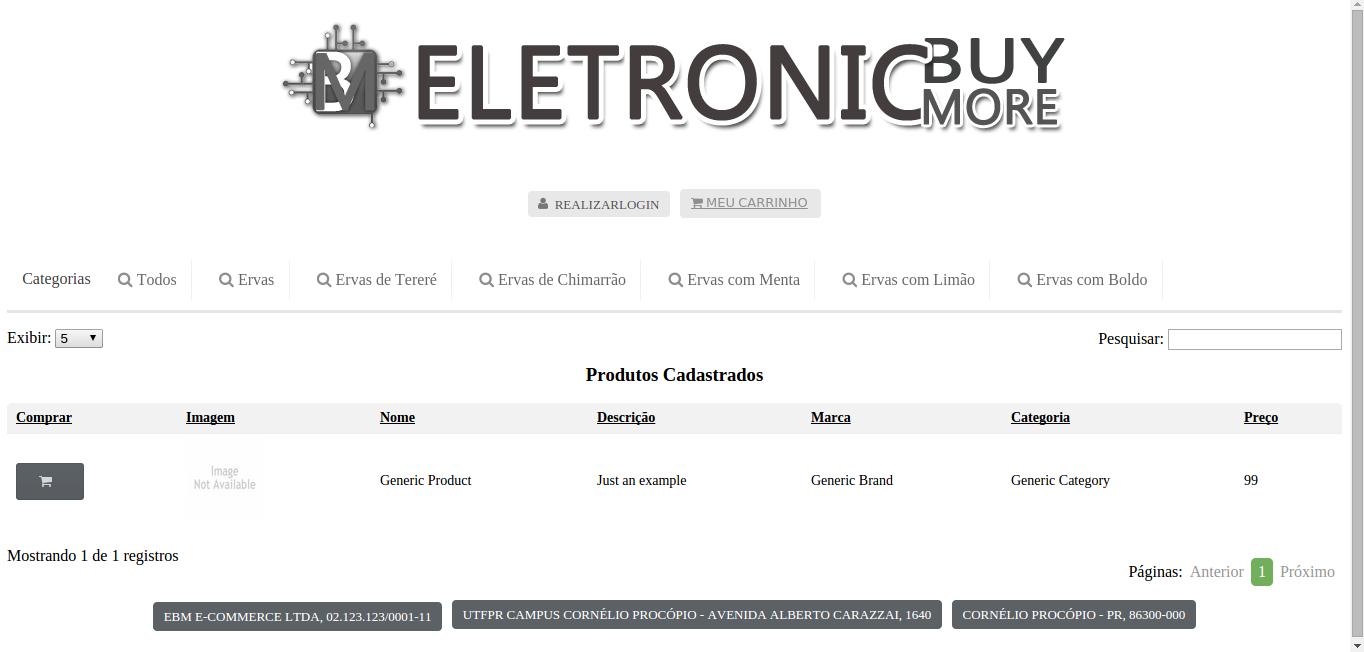 BM ELETRONIC BUY
MORE
REALIZARLOGIN MEU CARRINHO
Categorias Todos Ervas Ervas de Tereré Ervas de Chimarrão Ervas com Menta Ervas com Limão Ervas com Boldo
Exibir: 5 Pesquisar:
Produtos Cadastrados
Comprar Imagem Nome Descrição Marca Categoria Preço
Image
Not Available
Generic Product Just an example Generic Brand Generic Category 99
Mostrando 1 de 1 registros
Páginas: Anterior 1 Próximo
EBM E-COMMERCE LTDA, 02.123.123/0001-11 UTFPR CAMPUS CORNÉLIO PROCÓPIO - AVENIDA ALBERTO CARAZZAI, 1640 CORNÉLIO PROCÓPIO - PR, 86300-000